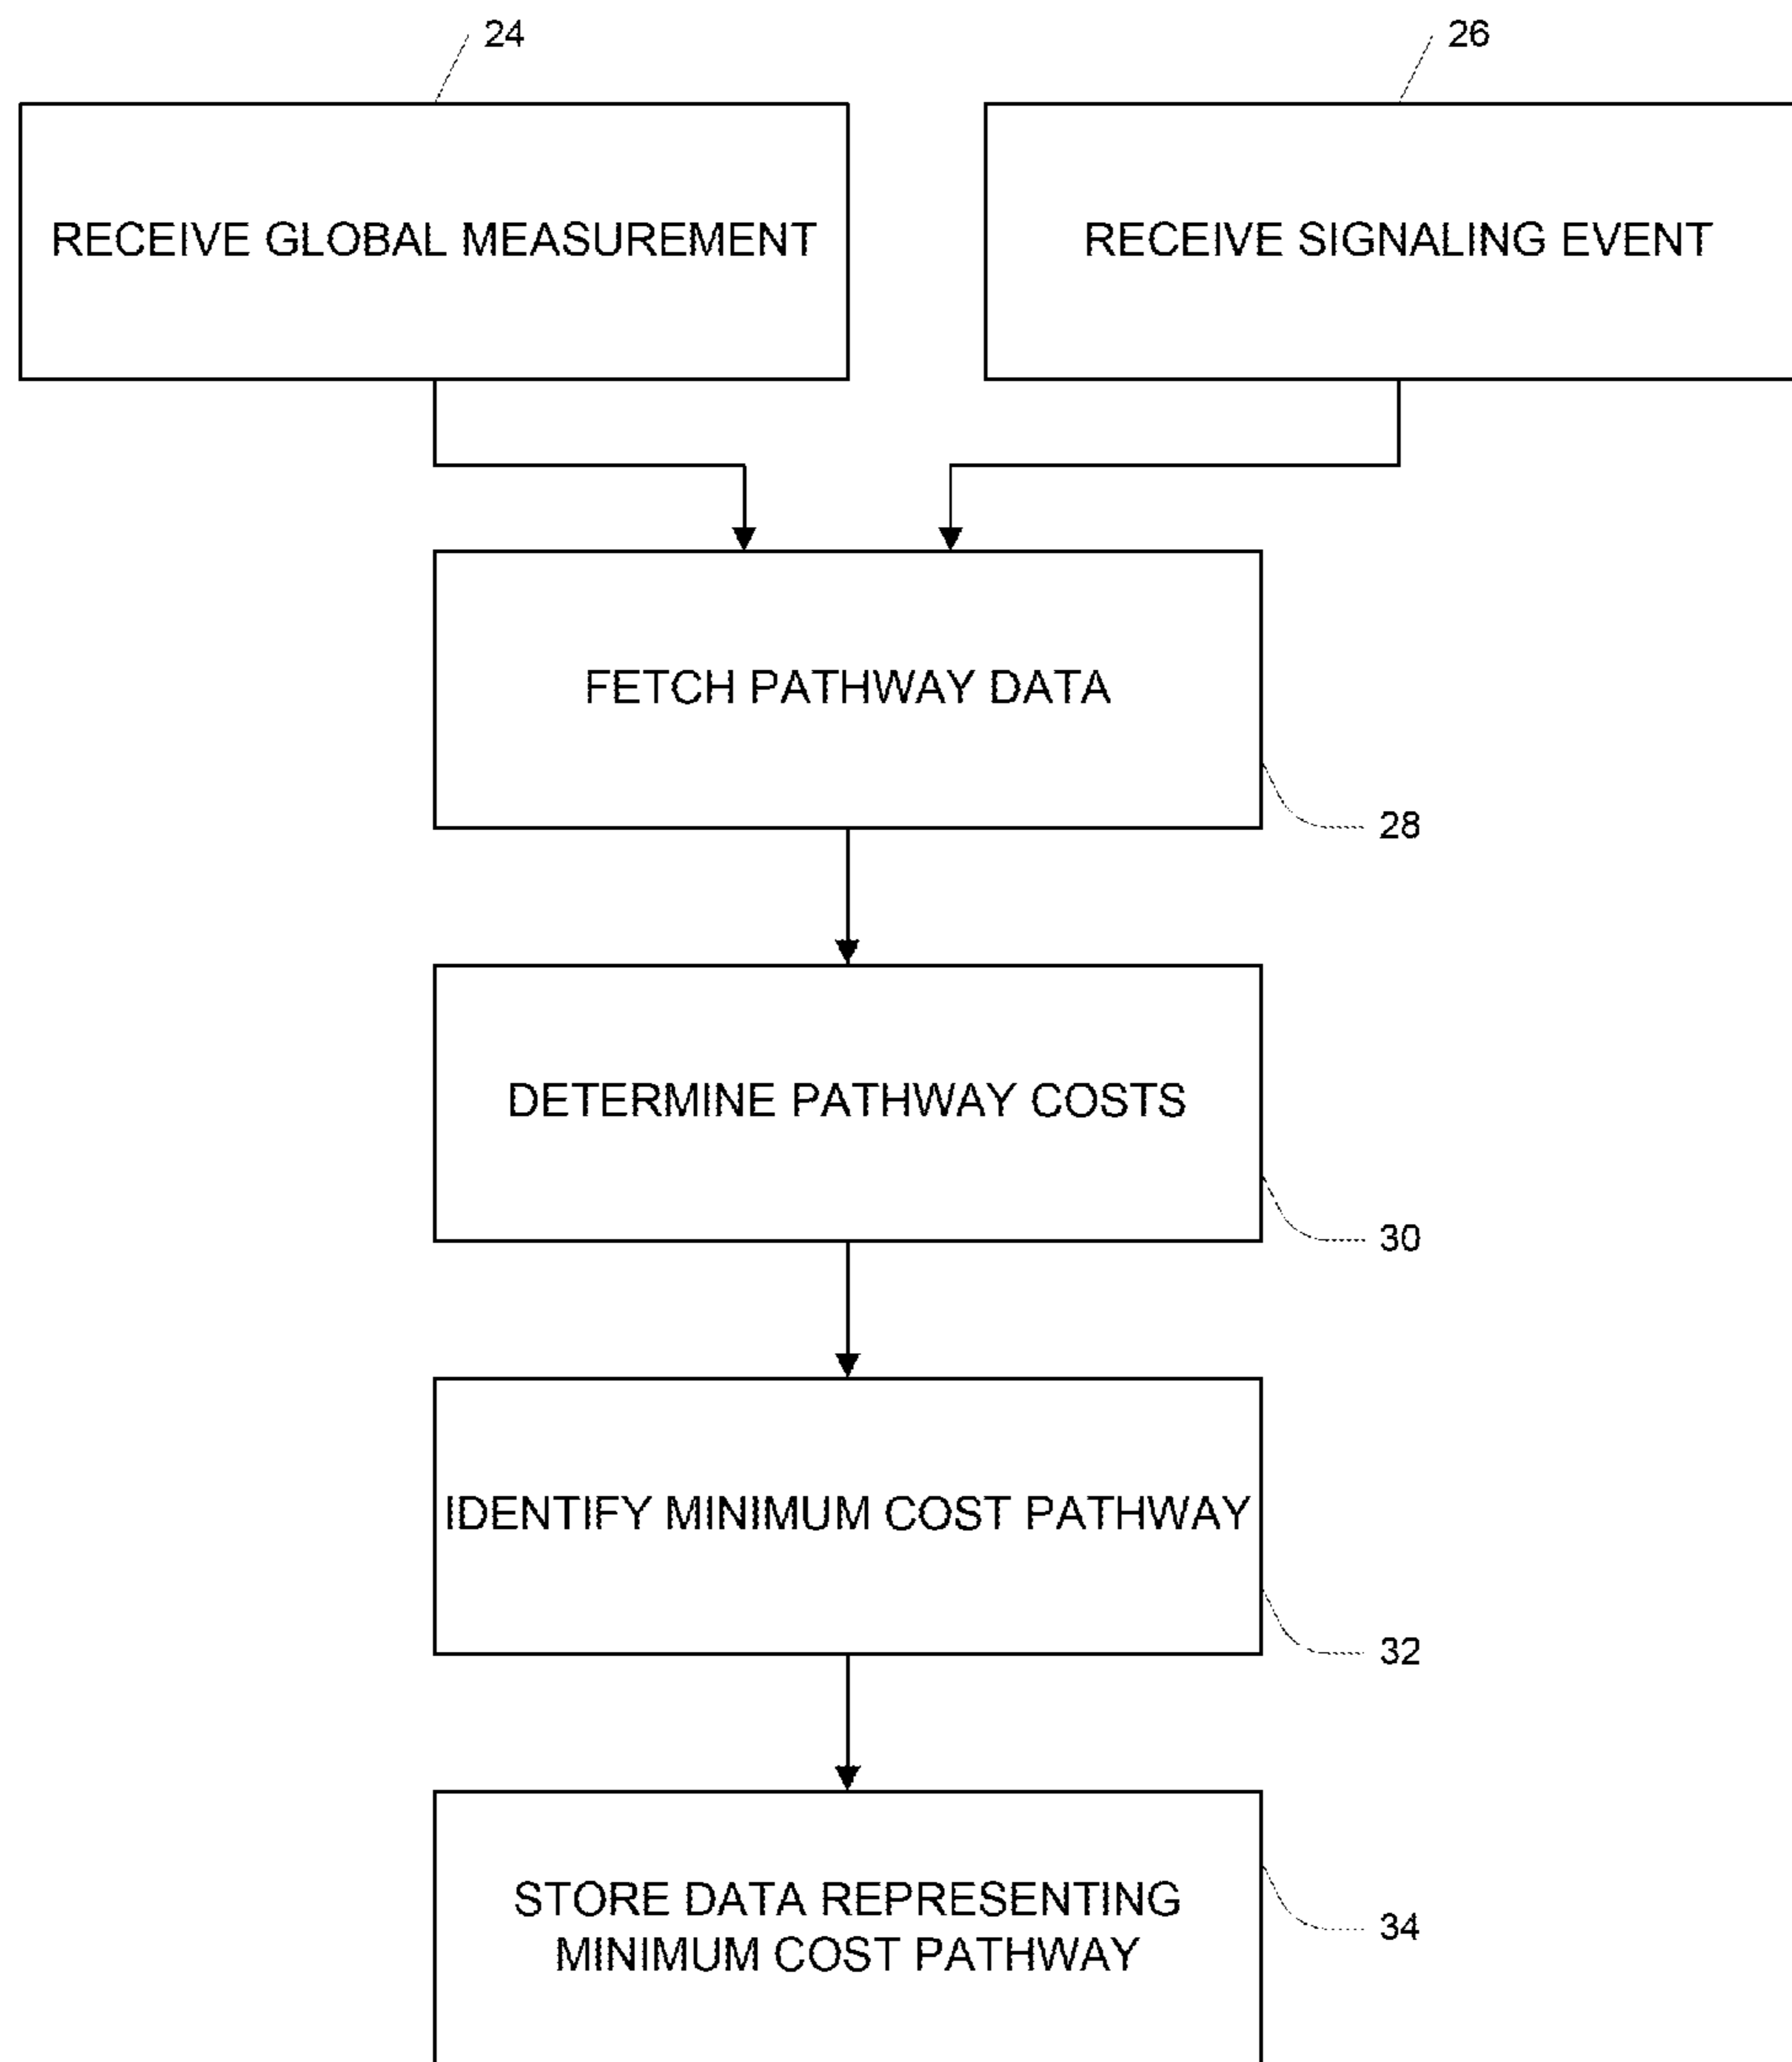 24
26
RECEIVE GLOBAL MEASUREMENT
RECEIVE SIGNALING EVENT
FETCH PATHWAY DATA
28
DETERMINE PATHWAY COSTS
30
IDENTIFY MINIMUM COST PATHWAY
32
STORE DATA REPRESENTING
MINIMUM COST PATHWAY
34